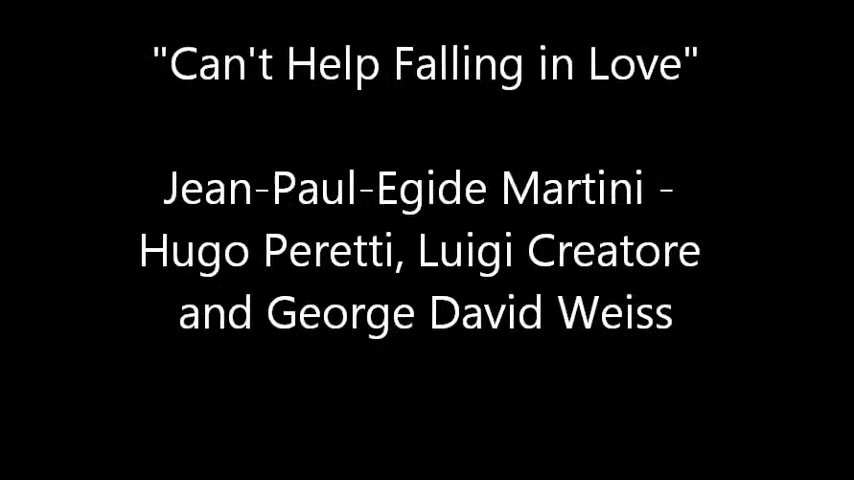 "Can't Help Falling in Love"
Jean-Paul-Egide Martini -
Hugo Peretti, Luigi Creatore
and George David Weiss